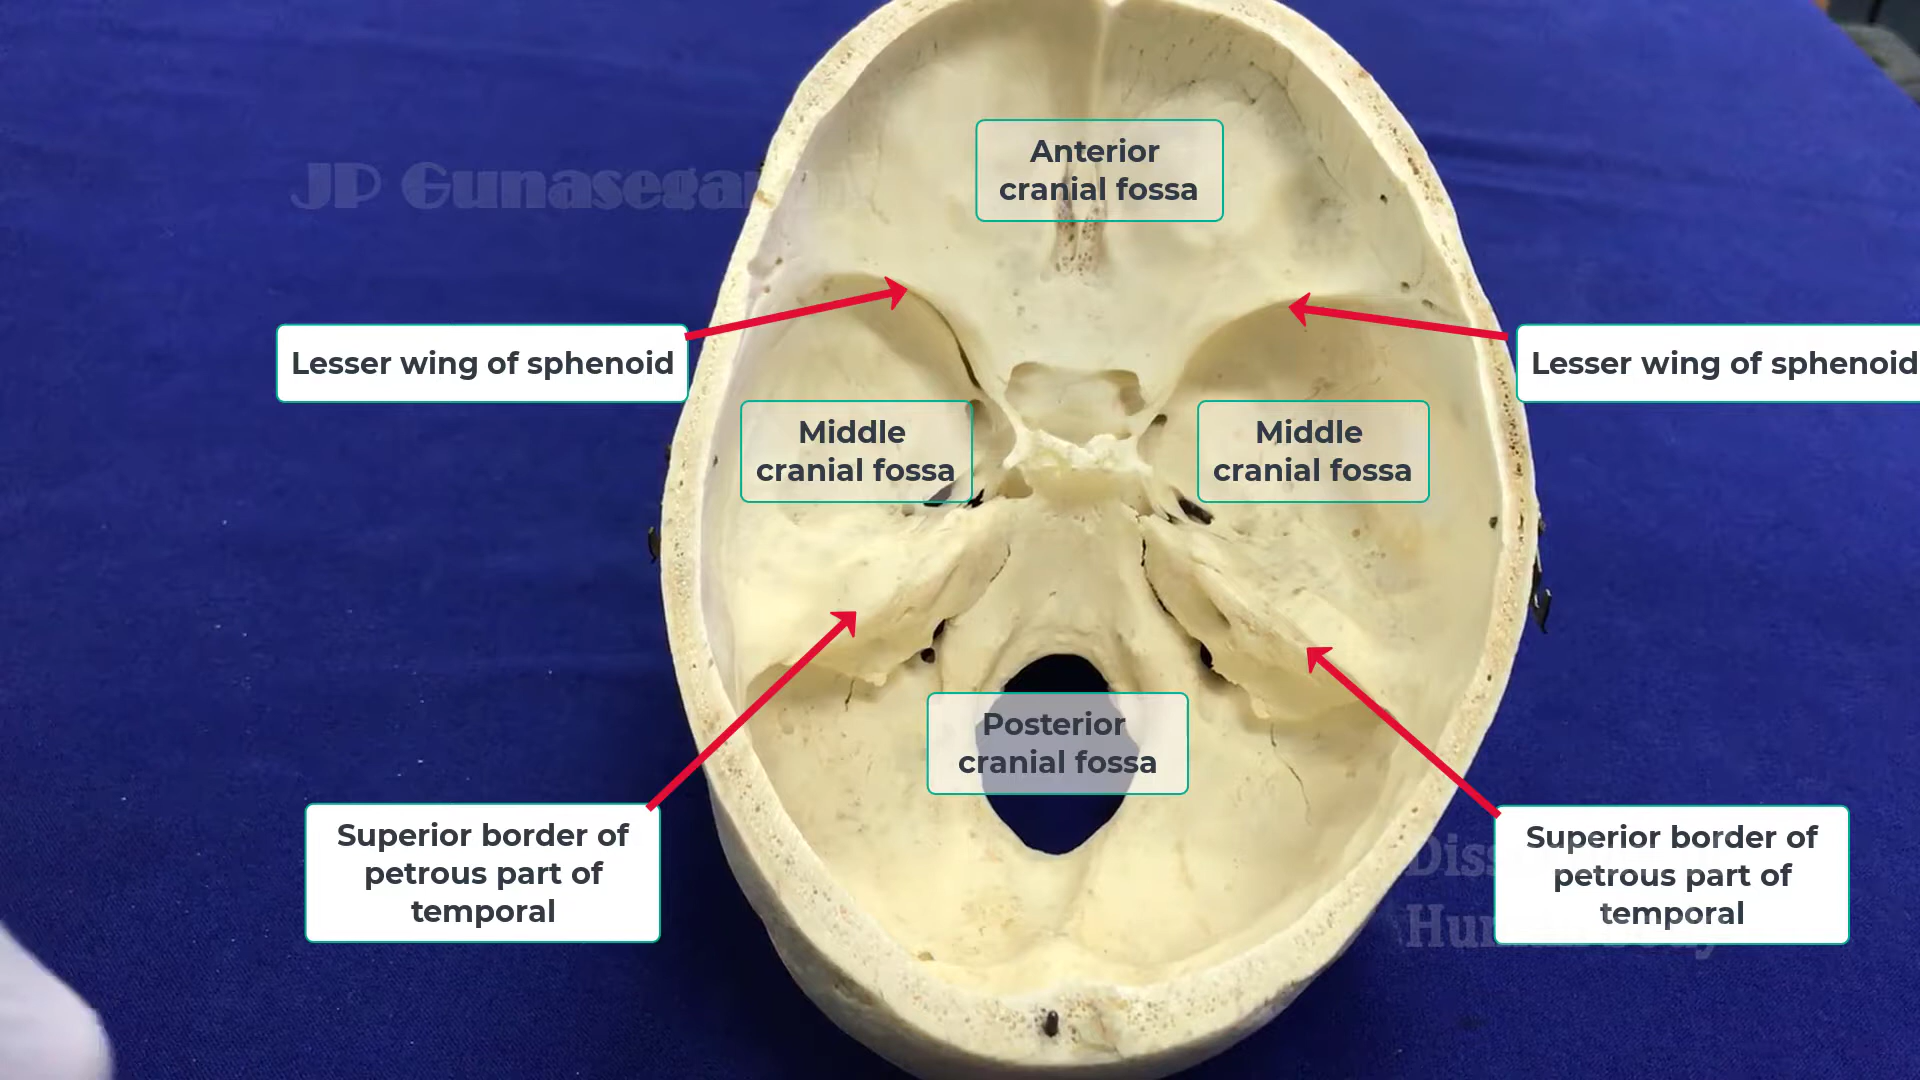 Anterior
cranial fossa
JP Gunasegaran
Lesser wing of sphenoid
Lesser wing of sphenoid
Middle
cranial fossa
Middle
cranial fossa
Posterior
cranial fossa
Superior border of
petrous part of
temporal
Superior border of
petrous part of
temporal